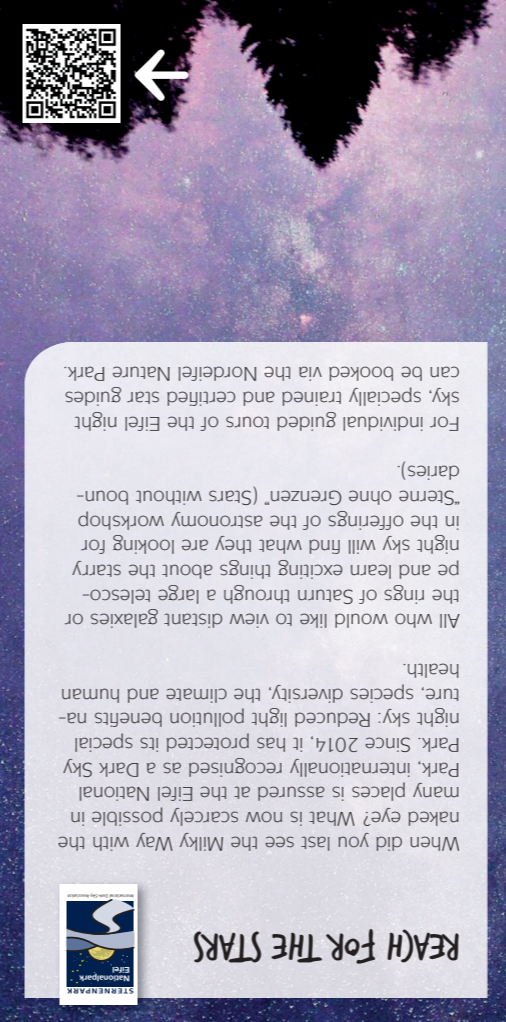 REACH FOR THE STARS
STERNENPARK
Nationalpark
Eifel
International Dark Sky Association
When did you last see the Milky Way with the
naked eye? What is now scarcely possible in
many places is assured at the Eifel National
Park, internationally recognised as a Dark Sky
Park. Since 2014, it has protected its special
night sky: Reduced light pollution benefits na-
ture, species diversity, the climate and human
health.
All who would like to view distant galaxies or
the rings of Saturn through a large telesco-
pe and learn exciting things about the starry
night sky will find what they are looking for
in the offerings of the astronomy workshop
"Sterne ohne Grenzen" (Stars without boun-
daries).
For individual guided tours of the Eifel night
sky, specially trained and certified star guides
can be booked via the Nordeifel Nature Park.